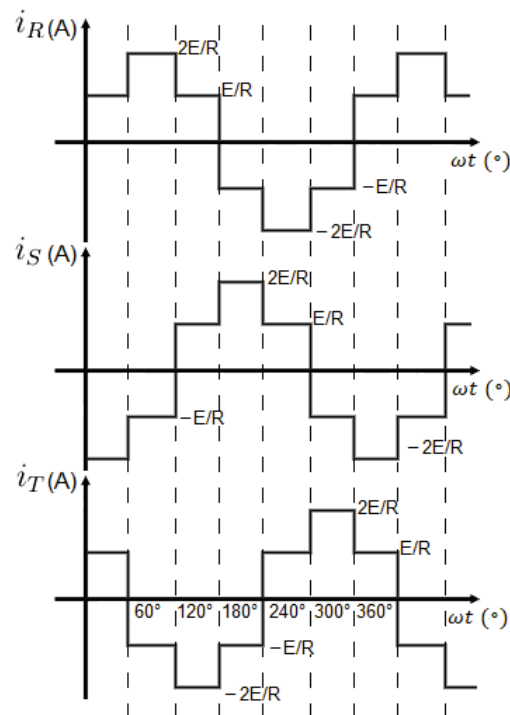 i_R (A)
2E/R
E/R
ωt (°)
−E/R
−2E/R
i_S (A)
2E/R
E/R
ωt (°)
−E/R
−2E/R
i_T (A)
2E/R
E/R
60° 120° 180° 240° 300° 360° ωt (°)
−E/R
−2E/R